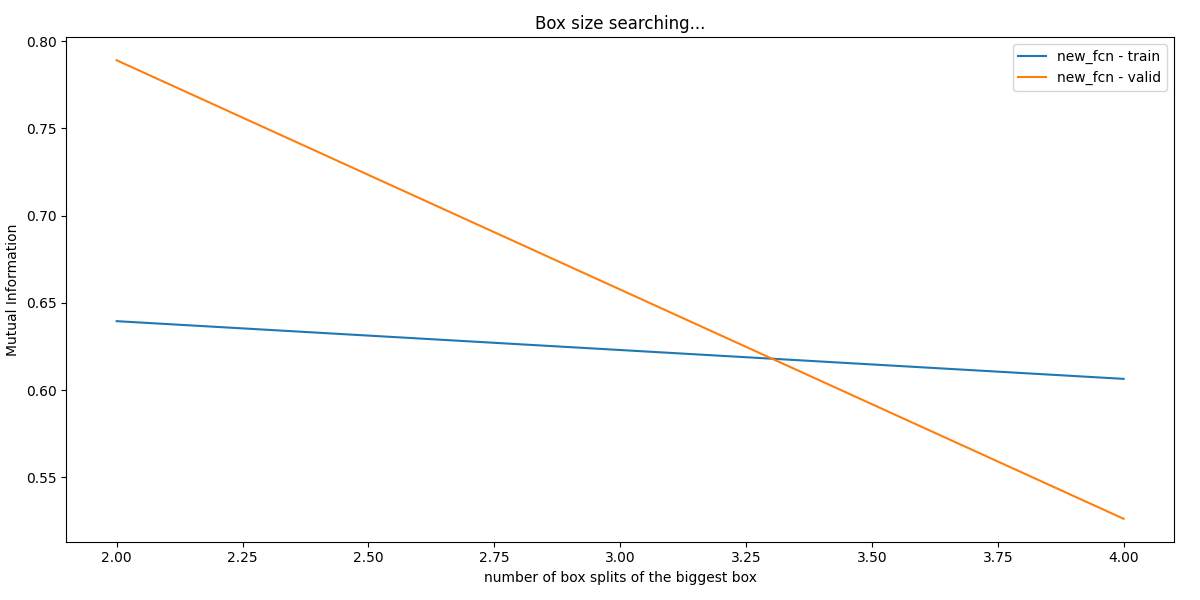 Box size searching...
new_fcn - train
new_fcn - valid
Mutual Information
0.80
0.75
0.70
0.65
0.60
0.55
2.00 2.25 2.50 2.75 3.00 3.25 3.50 3.75 4.00
number of box splits of the biggest box